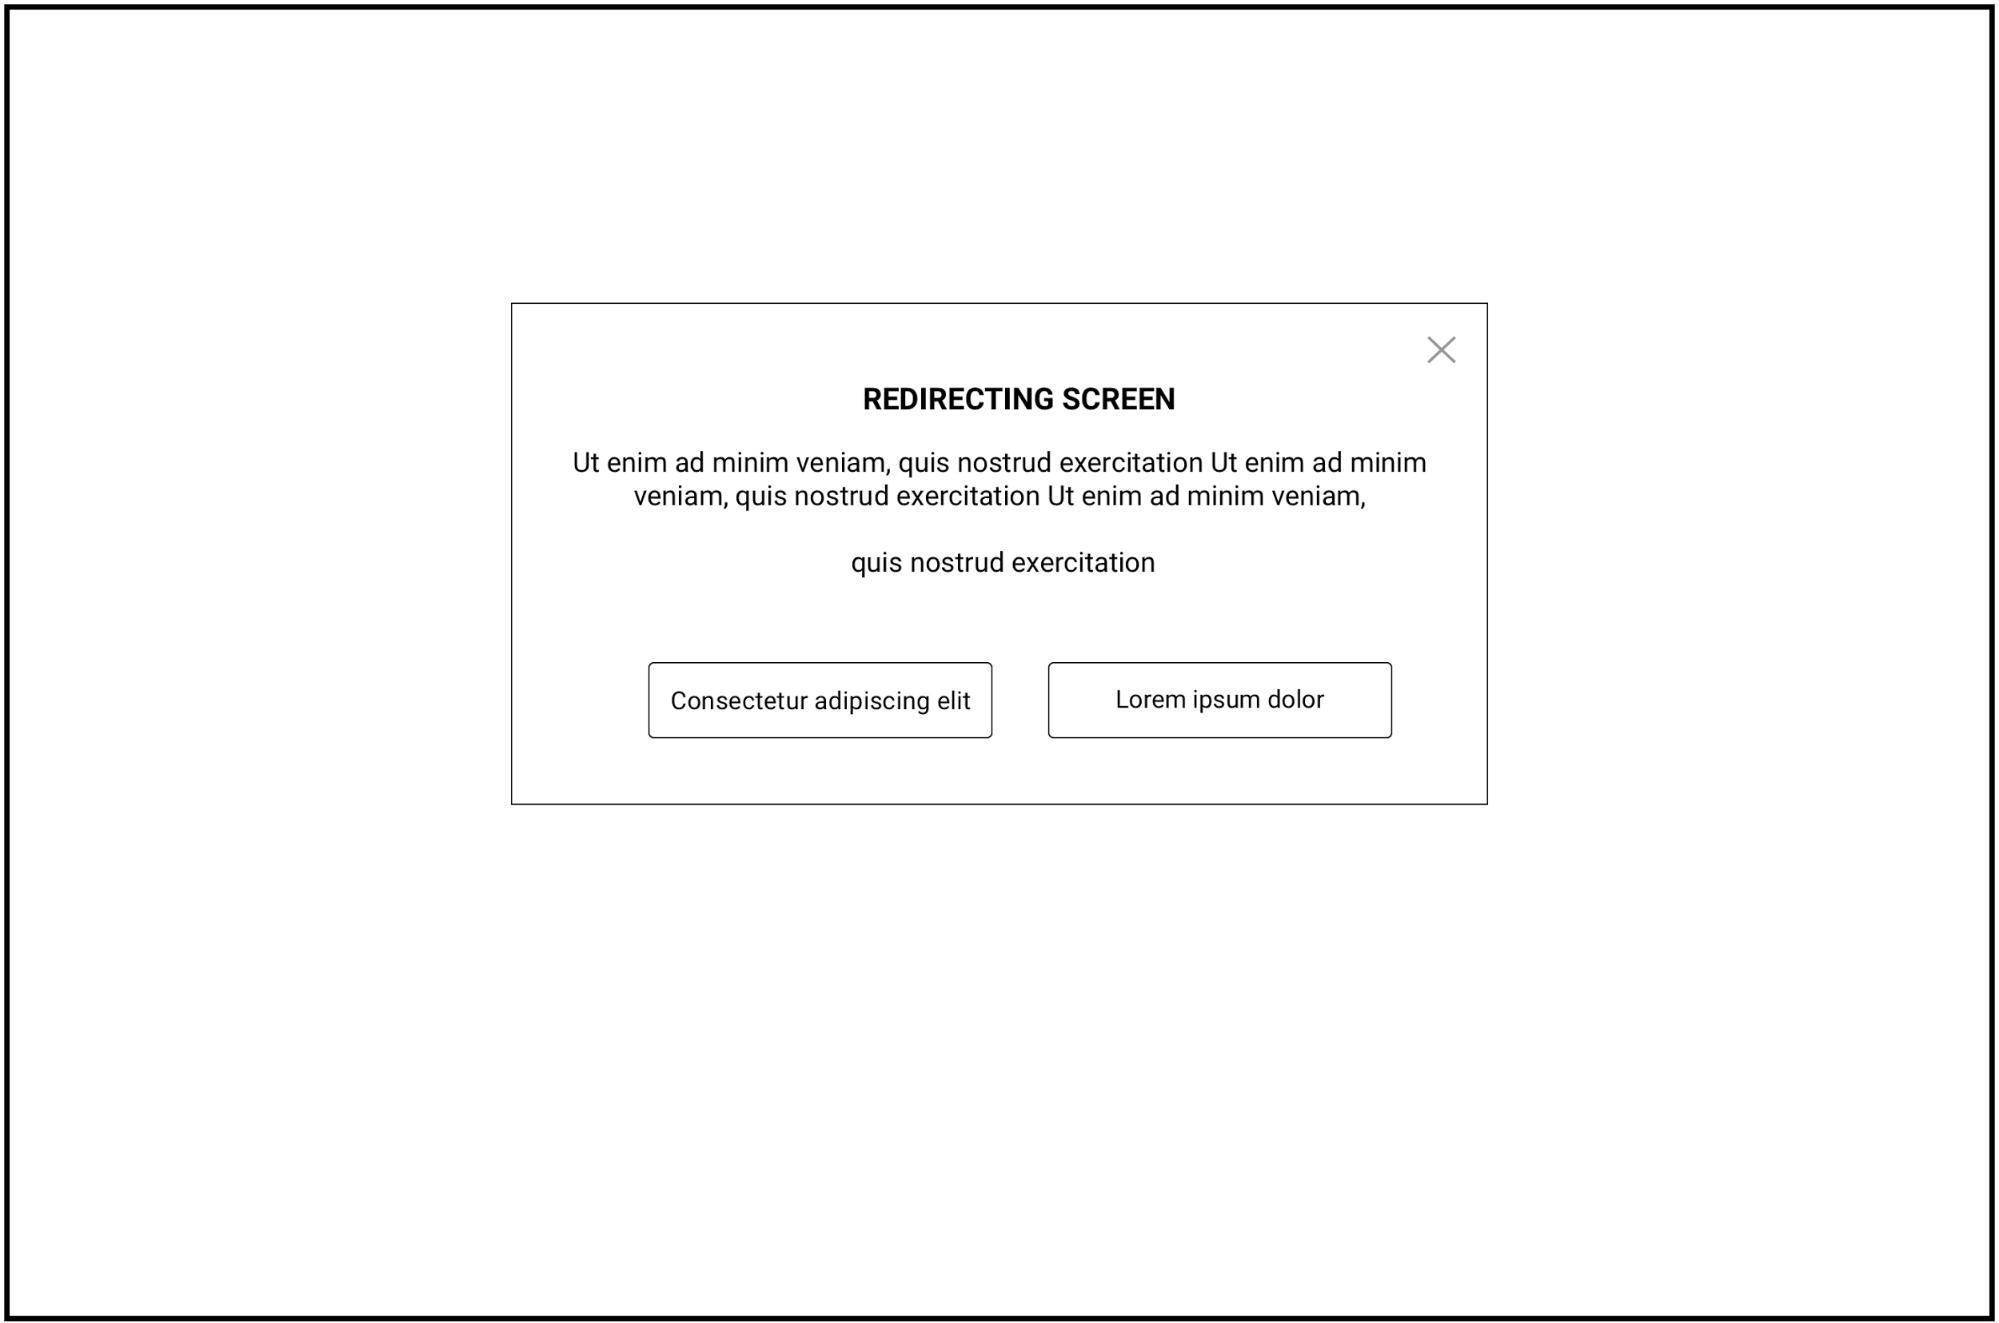 REDIRECTING SCREEN
Ut enim ad minim veniam, quis nostrud exercitation Ut enim ad minim
veniam, quis nostrud exercitation Ut enim ad minim veniam,
quis nostrud exercitation
Consectetur adipiscing elit
Lorem ipsum dolor